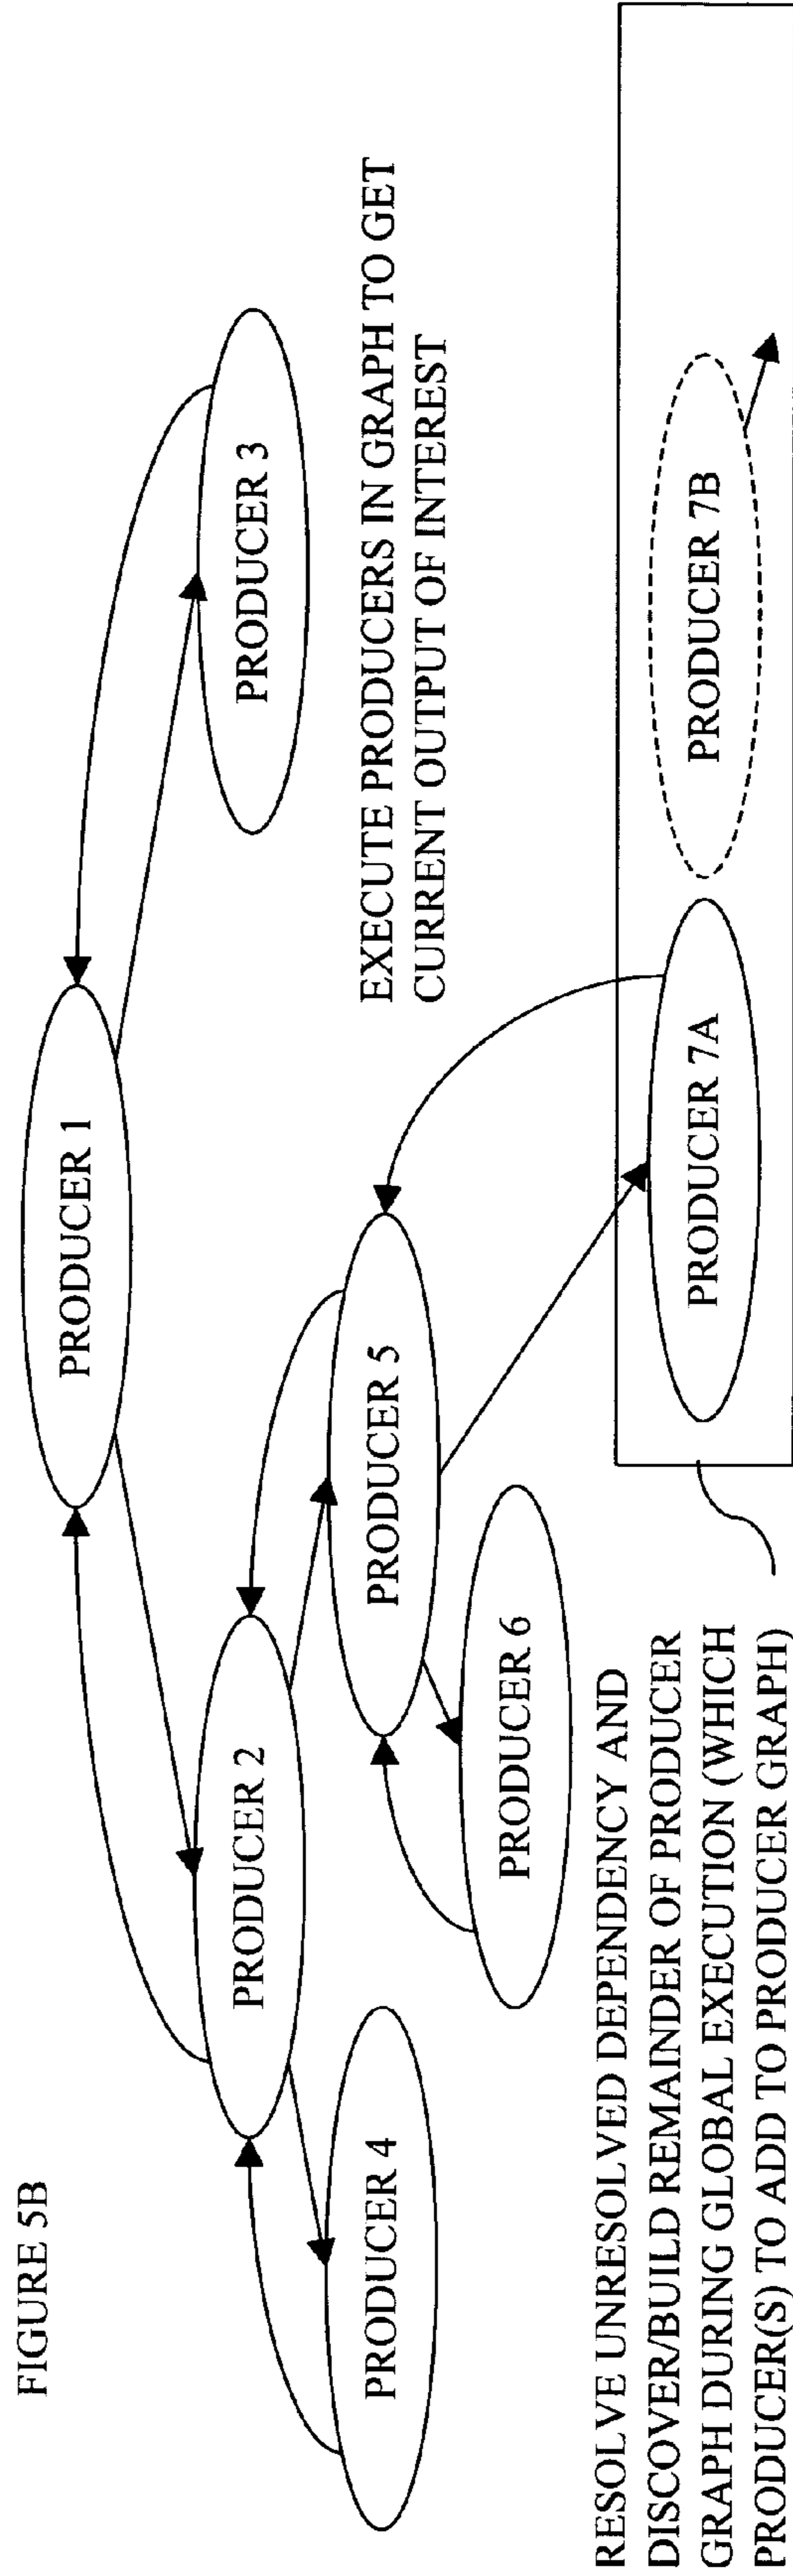 FIGURE 5B
PRODUCER 1
PRODUCER 2
PRODUCER 3
PRODUCER 4
PRODUCER 5
EXECUTE PRODUCERS IN GRAPH TO GET
CURRENT OUTPUT OF INTEREST
PRODUCER 6
RESOLVE UNRESOLVED DEPENDENCY AND
DISCOVER/BUILD REMAINDER OF PRODUCER
GRAPH DURING GLOBAL EXECUTION (WHICH
PRODUCER(S) TO ADD TO PRODUCER GRAPH)
PRODUCER 7A
PRODUCER 7B